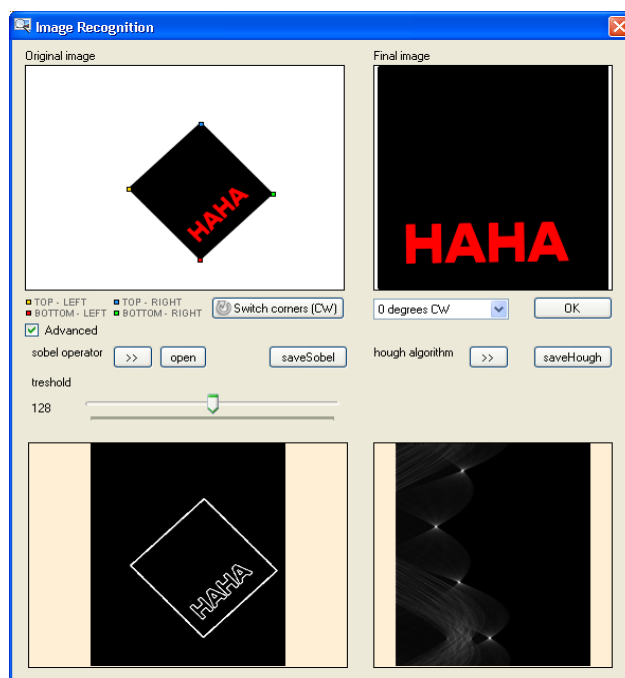 Image Recognition
Original image
Final image
HAHA
HAHA
TOP - LEFT TOP - RIGHT
BOTTOM - LEFT BOTTOM - RIGHT
Switch corners (CW)
0 degrees CW
OK
Advanced
sobel operator >> open saveSobel
hough algorithm >> saveHough
treshold
128
HAHA